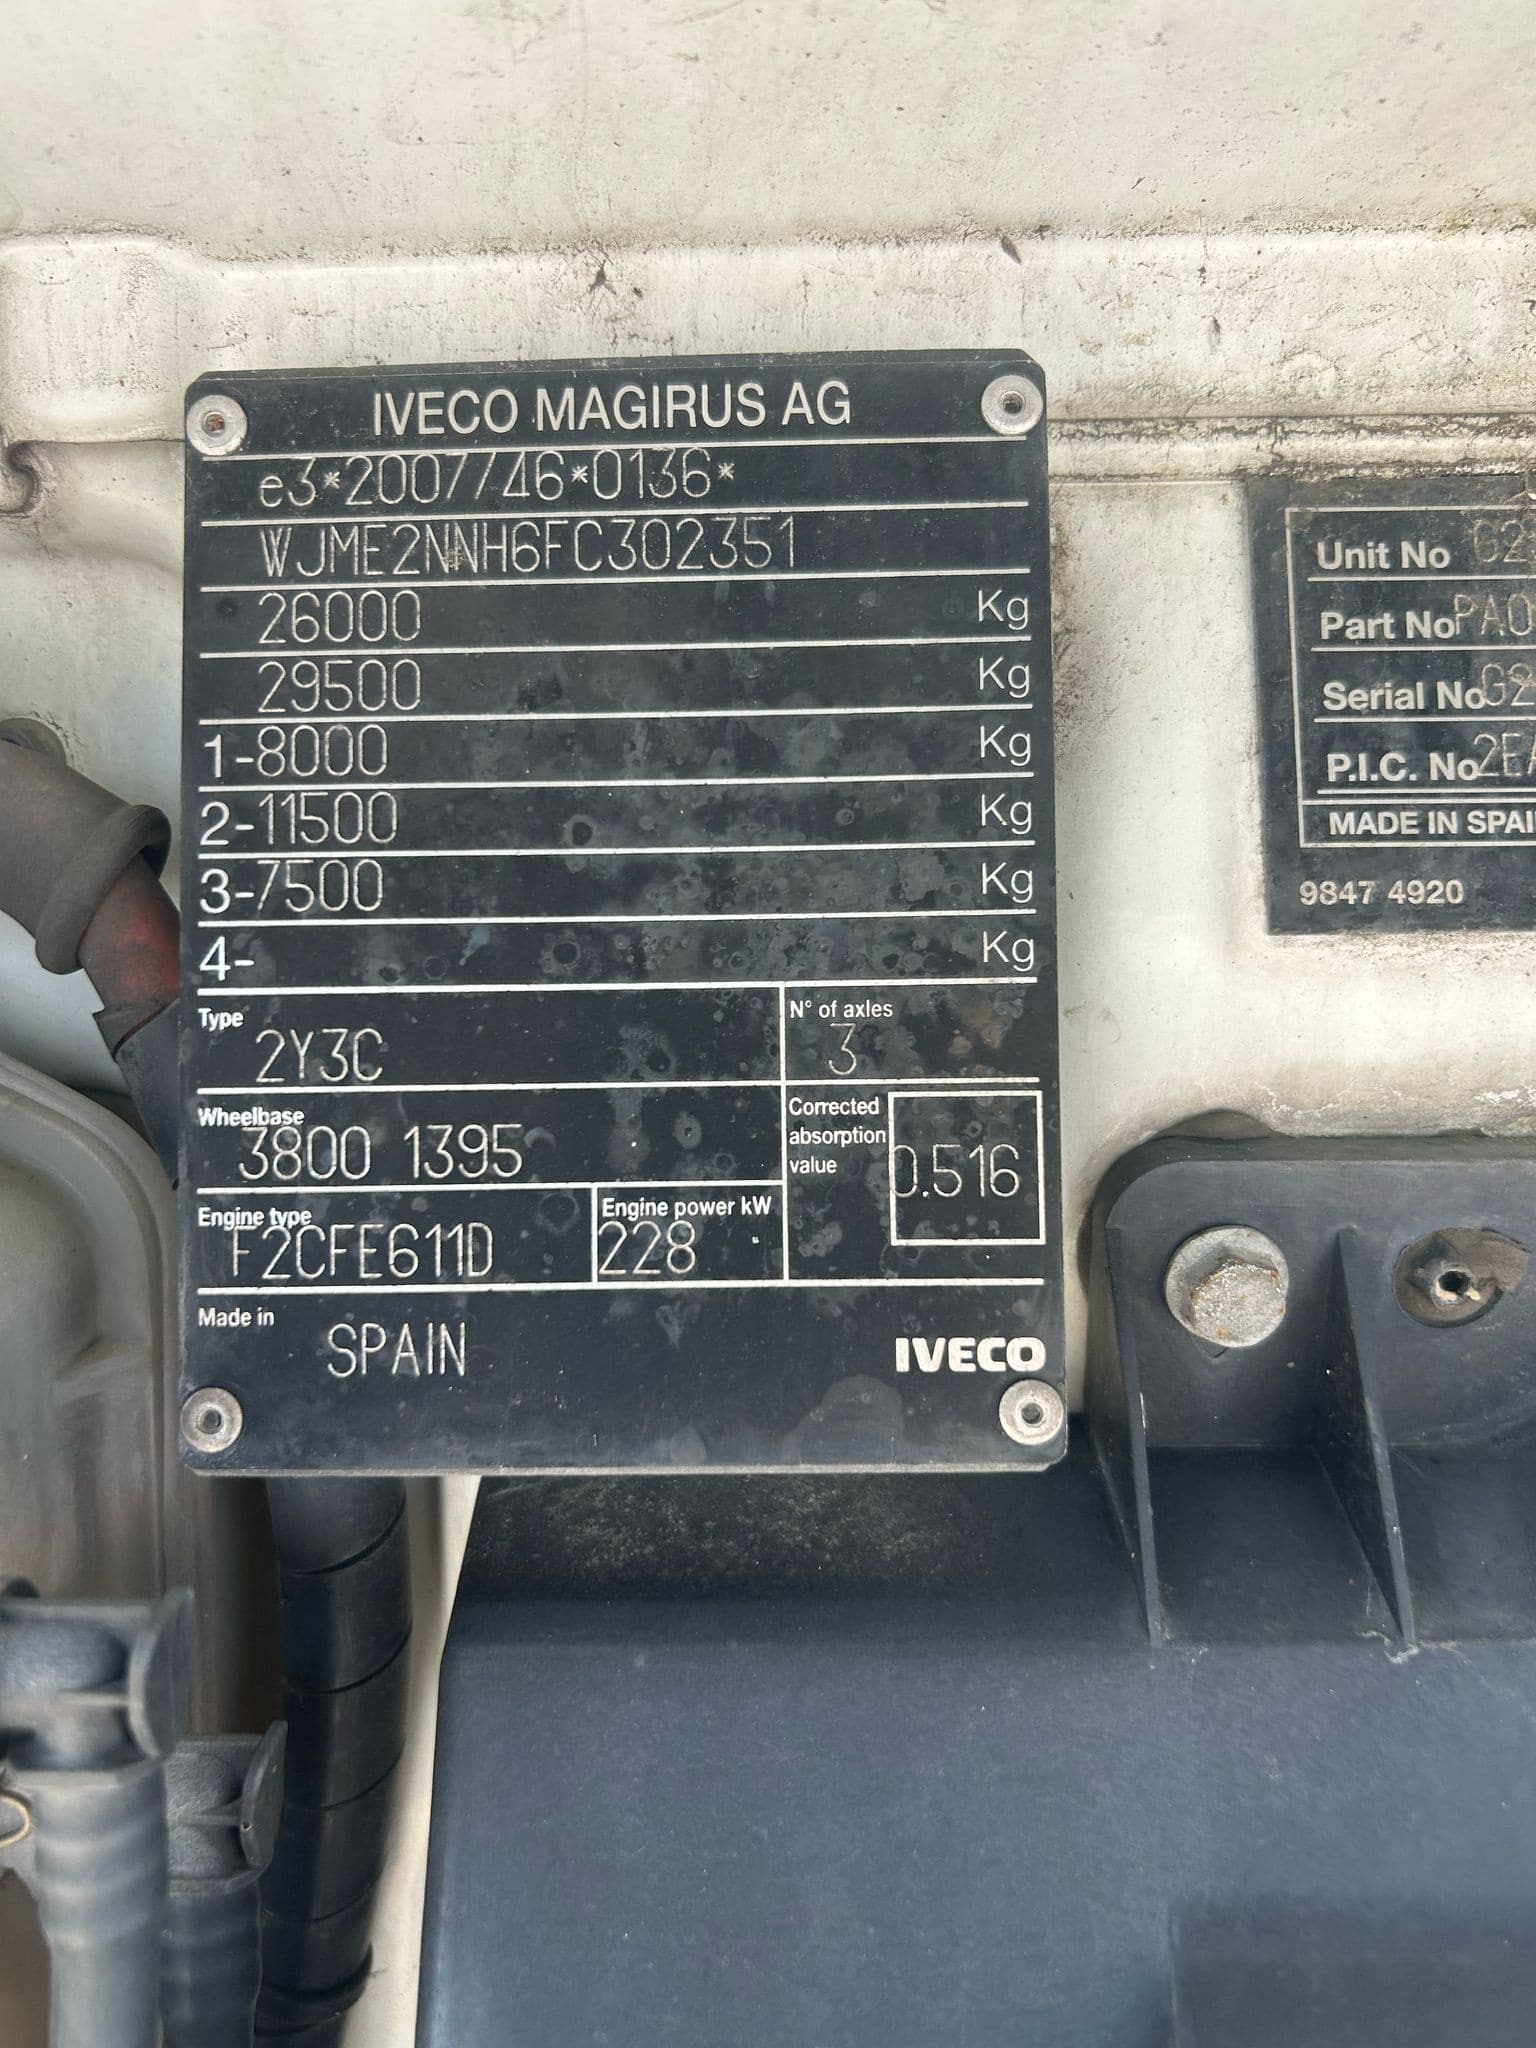 IVECO MAGIRUS AG
e3*2007/46*0136*
WJME2NNH6FC302351
26000 Kg
29500 Kg
1-8000 Kg
2-11500 Kg
3-7500 Kg
4- Kg
Type
2Y3C
N° of axles
3
Wheelbase
3800 1395
Corrected
absorption
value
0.516
Engine type
F2CFE611D
Engine power kW
228
Made in
SPAIN
IVECO
Unit No
Part No
Serial No
P.I.C. No
MADE IN
9847 4920